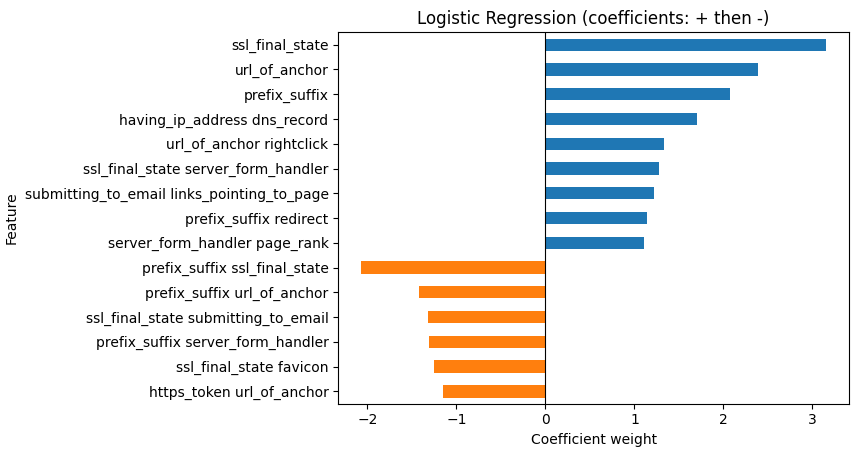 Logistic Regression (coefficients: + then -)
ssl_final_state
url_of_anchor
prefix_suffix
having_ip_address dns_record
url_of_anchor rightclick
ssl_final_state server_form_handler
submitting_to_email links_pointing_to_page
prefix_suffix redirect
server_form_handler page_rank
prefix_suffix ssl_final_state
prefix_suffix url_of_anchor
ssl_final_state submitting_to_email
prefix_suffix server_form_handler
ssl_final_state favicon
https_token url_of_anchor
Feature
−2 −1 0 1 2 3
Coefficient weight